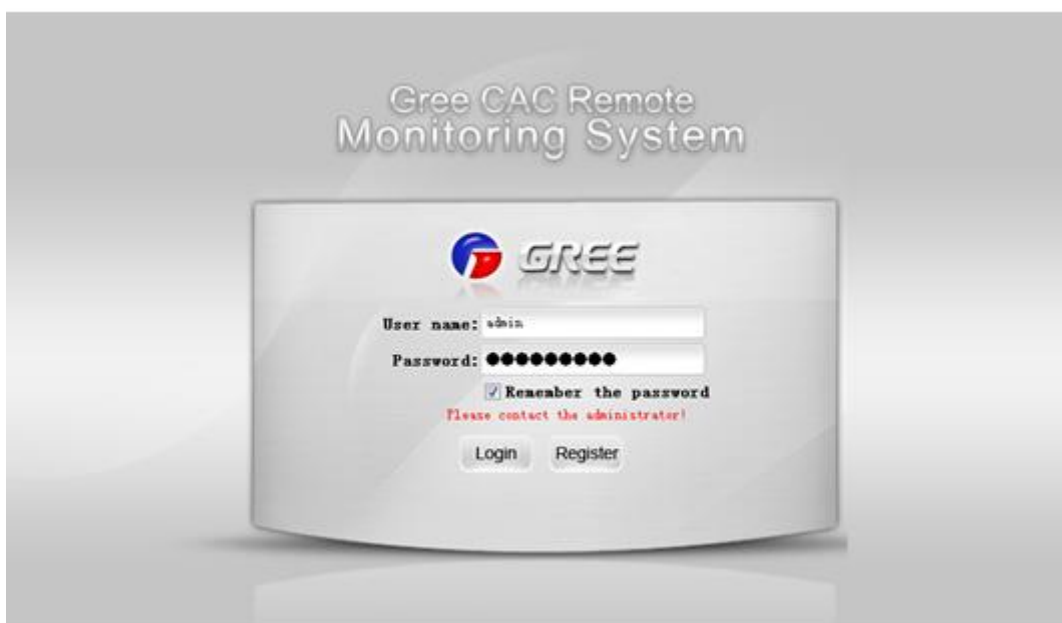 Gree CAC Remote
Monitoring System
GREE
User name: admin
Password: ●●●●●●●●●
Remember the password
Please contact the administrator!
Login Register